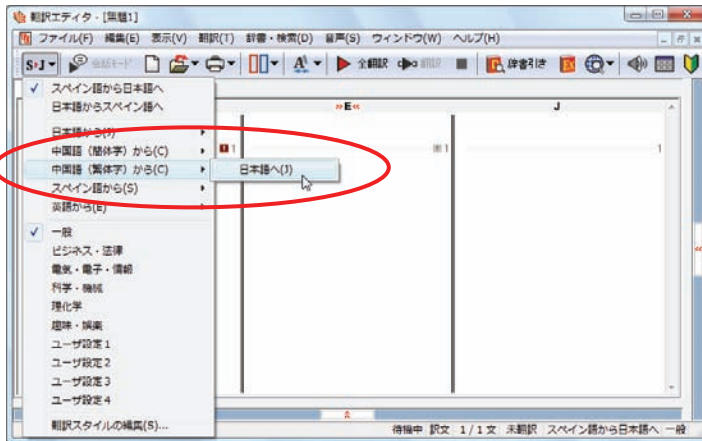 翻訳エディタ - [無題1]
ファイル(F) 編集(E) 表示(V) 翻訳(T) 辞書・検索(D) 音声(S) ウィンドウ(W) ヘルプ(H)
S›J 会話モード 全翻訳 翻訳 辞書引き
スペイン語から日本語へ
日本語からスペイン語へ
»E« J
日本語から(J)
中国語(簡体字)から(C) 1 1 1
中国語(繁体字)から(C) 日本語へ(J)
スペイン語から(S)
英語から(E)
一般
ビジネス・法律
電気・電子・情報
科学・機械
理化学
趣味・娯楽
ユーザ設定1
ユーザ設定2
ユーザ設定3
ユーザ設定4
翻訳スタイルの編集(S)...
待機中 訳文 1/1文 未翻訳 スペイン語から日本語へ 一般